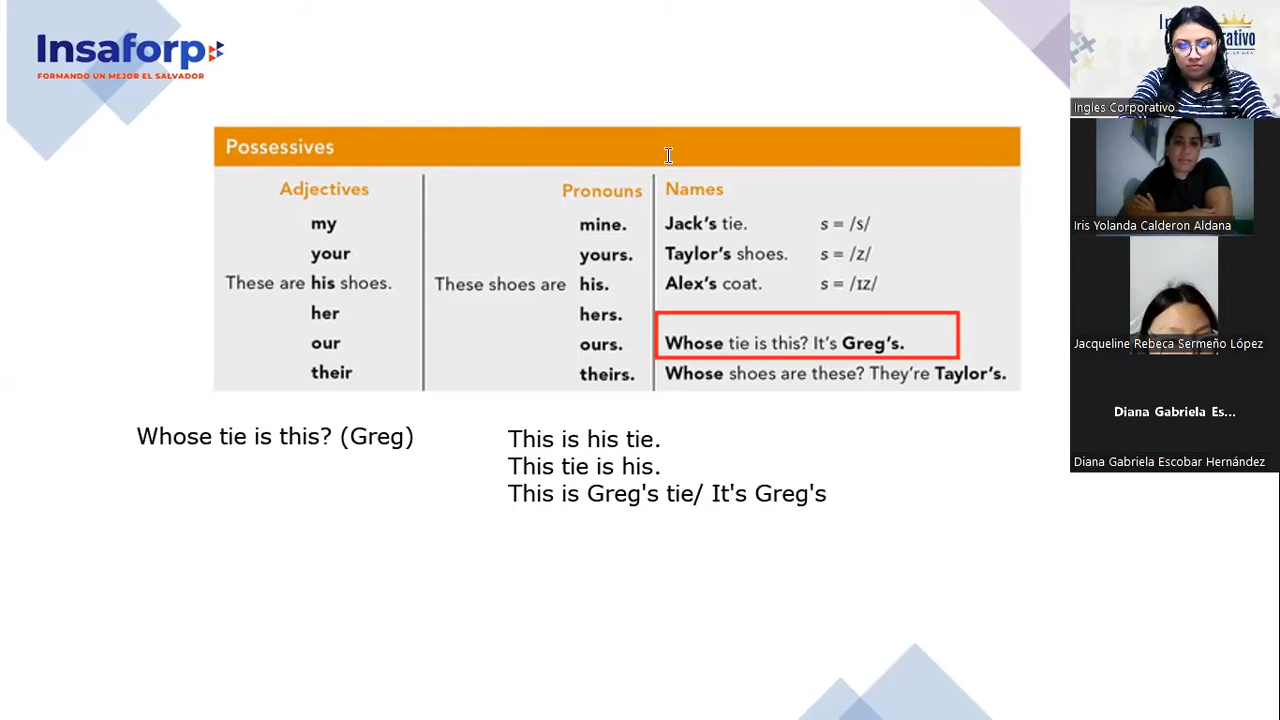 Insaforp
FORMANDO UN MEJOR EL SALVADOR
Possessives
Adjectives
my
your
These are his shoes.
her
our
their
Pronouns
mine.
yours.
These shoes are his.
hers.
ours.
theirs.
Names
Jack's tie. s = /s/
Taylor's shoes. s = /z/
Alex's coat. s = /ɪz/
Whose tie is this? It's Greg's.
Whose shoes are these? They're Taylor's.
Whose tie is this? (Greg)
This is his tie.
This tie is his.
This is Greg's tie/ It's Greg's
Ingles Corporativo
Iris Yolanda Calderon Aldana
Jacqueline Rebeca Sermeño López
Diana Gabriela Es...
Diana Gabriela Escobar Hernández